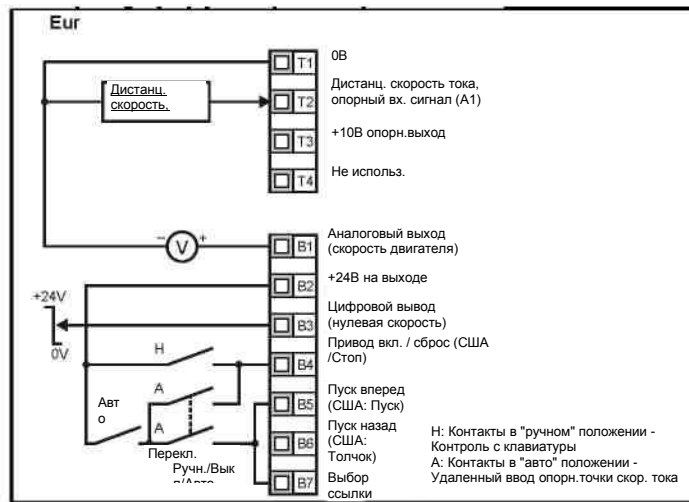 Eur
T1
0В
Дистанц.
скорость.
T2
Дистанц. скорость тока,
опорный вх. сигнал (А1)
T3
+10В опорн.выход
T4
Не использ.
– V +
B1
Аналоговый выход
(скорость двигателя)
B2
+24В на выходе
+24V
0V
B3
Цифровой вывод
(нулевая скорость)
H
B4
Привод вкл. / сброс (США
/Стоп)
A
B5
Пуск вперед
(США: Пуск)
Авт
о
A
B6
Пуск назад
(США:
Толчок)
Перекл.
Ручн./Вык
л/Авто
B7
Выбор
ссылки
Н: Контакты в "ручном" положении -
Контроль с клавиатуры
А: Контакты в "авто" положении -
Удаленный ввод опорн.точки скор. тока